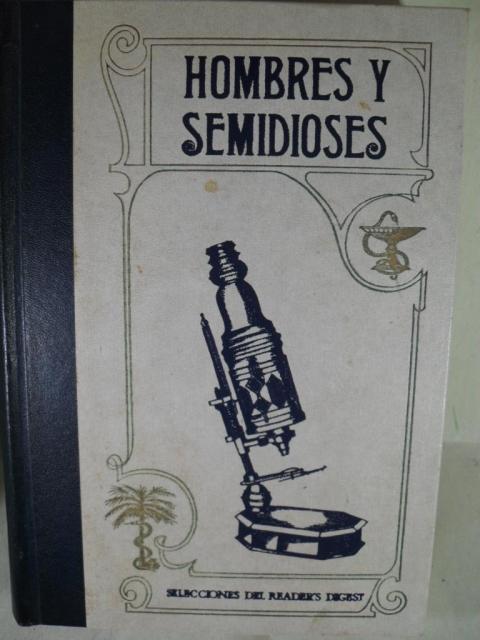 HOMBRES Y
SEMIDIOSES
SELECCIONES DEL READER'S DIGEST